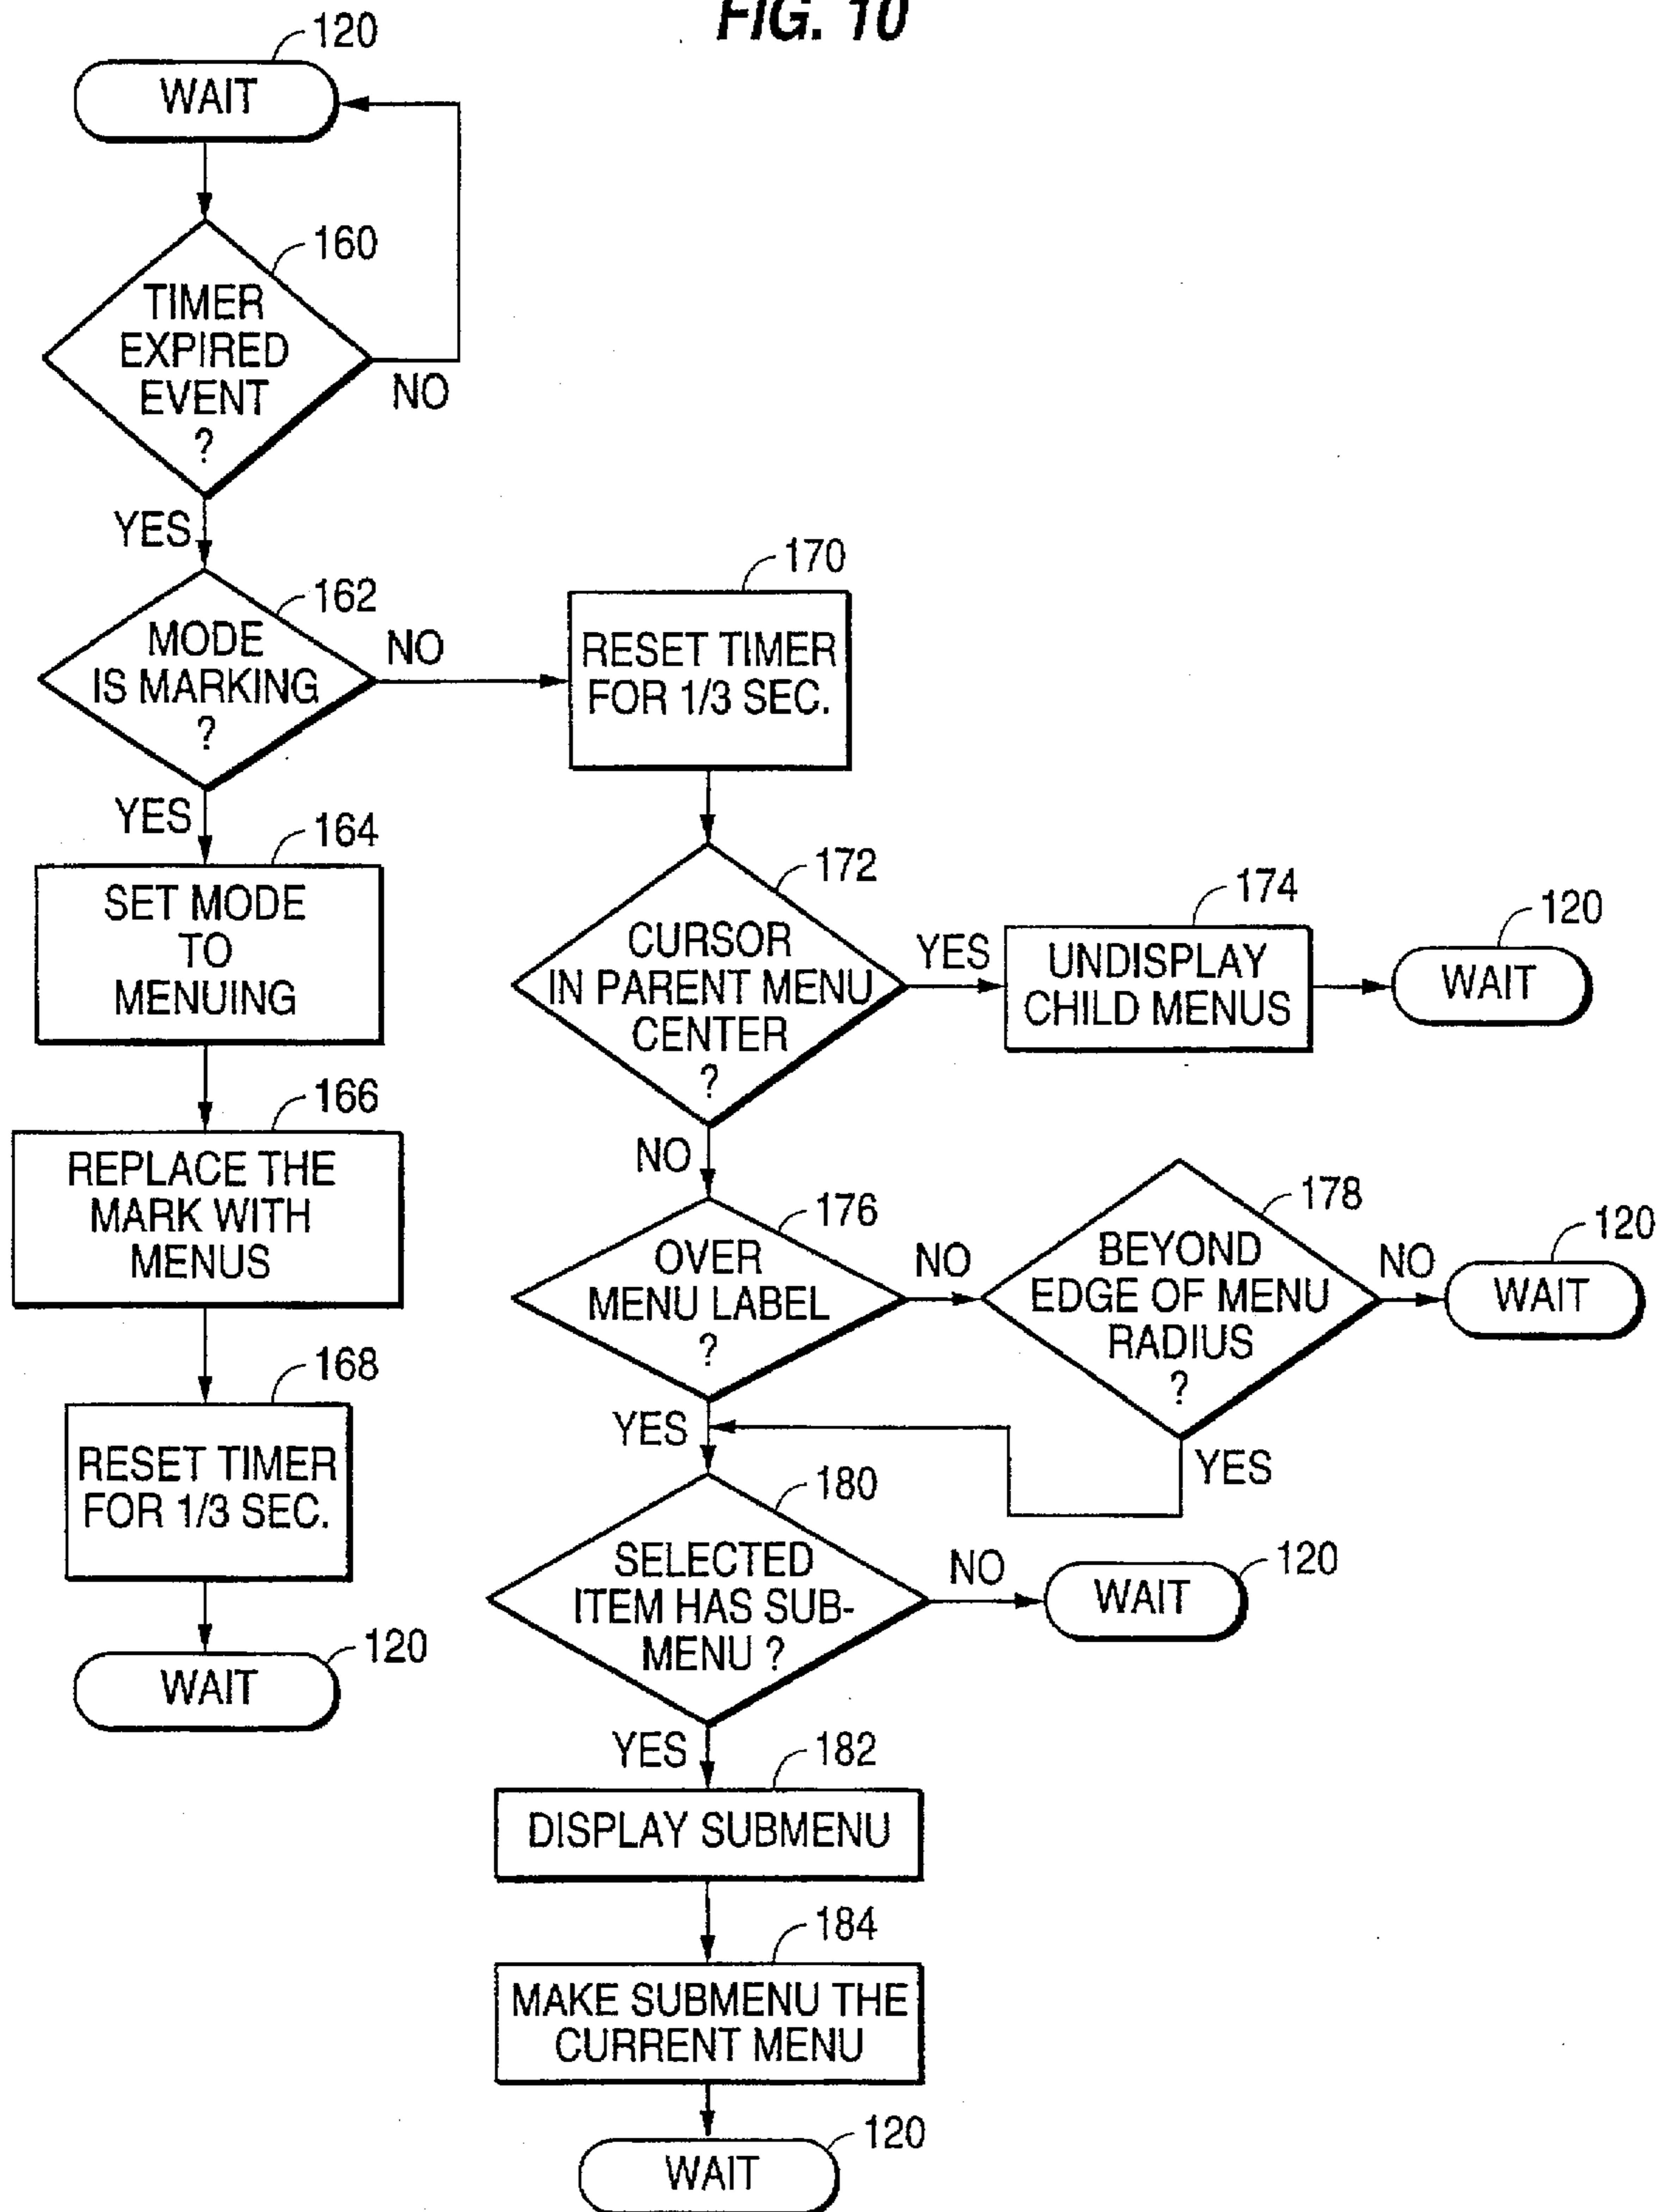 FIG. 10
120
WAIT
160
TIMER
EXPIRED
EVENT
?
NO
YES
162
MODE
IS MARKING
?
NO
170
RESET TIMER
FOR 1/3 SEC.
YES
164
SET MODE
TO
MENUING
172
CURSOR
IN PARENT MENU
CENTER
?
YES
174
UNDISPLAY
CHILD MENUS
120
WAIT
166
REPLACE THE
MARK WITH
MENUS
NO
176
OVER
MENU LABEL
?
NO
178
BEYOND
EDGE OF MENU
RADIUS
?
NO
120
WAIT
168
RESET TIMER
FOR 1/3 SEC.
YES
YES
120
WAIT
180
SELECTED
ITEM HAS SUB-
MENU ?
NO
120
WAIT
YES
182
DISPLAY SUBMENU
184
MAKE SUBMENU THE
CURRENT MENU
120
WAIT